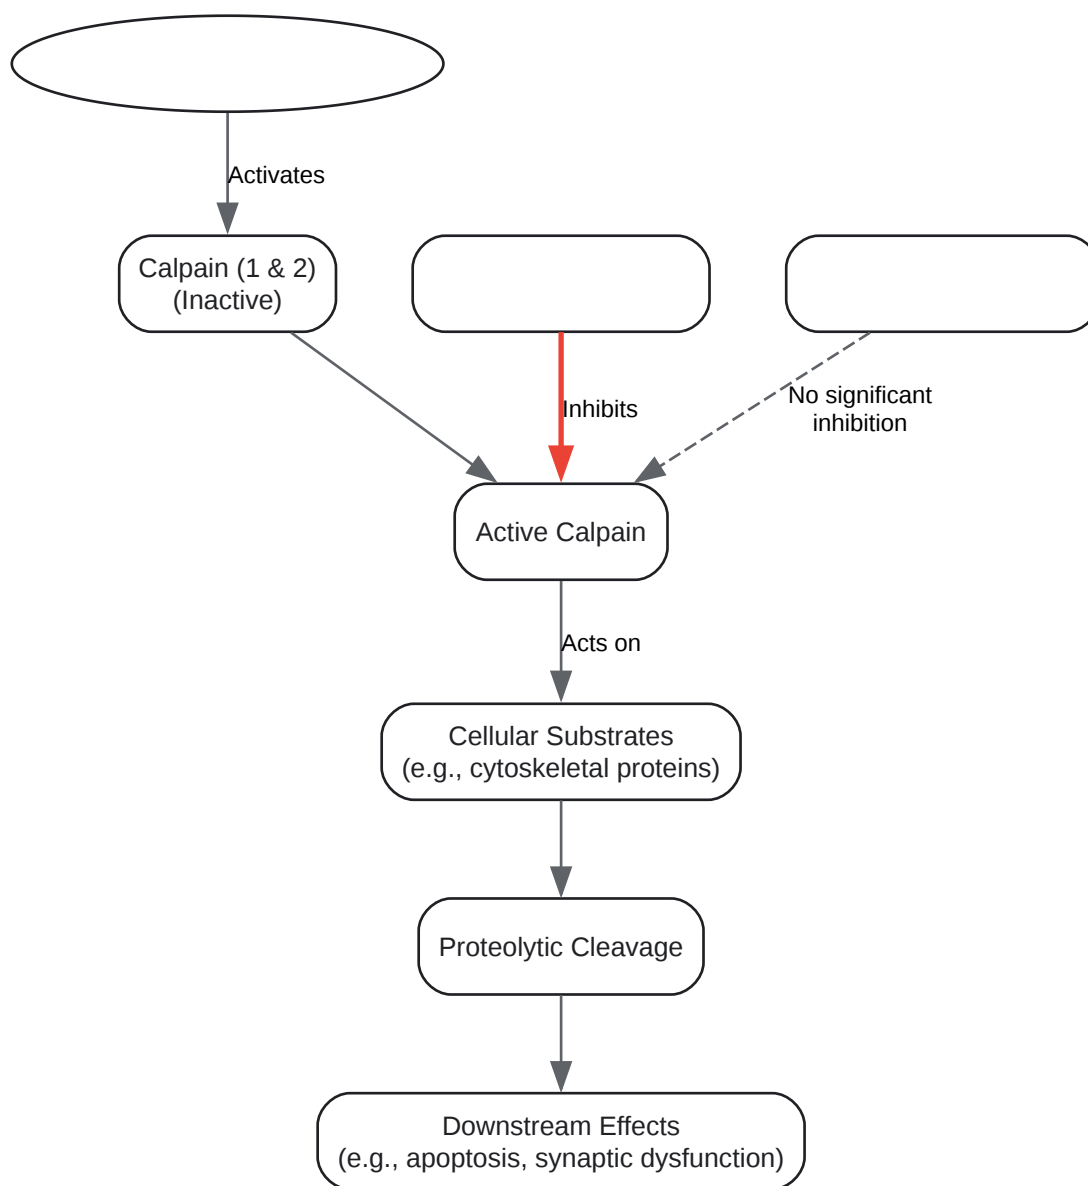 Activates
Calpain (1 & 2)
(Inactive)
Inhibits
No significant
inhibition
Active Calpain
Acts on
Cellular Substrates
(e.g., cytoskeletal proteins)
Proteolytic Cleavage
Downstream Effects
(e.g., apoptosis, synaptic dysfunction)